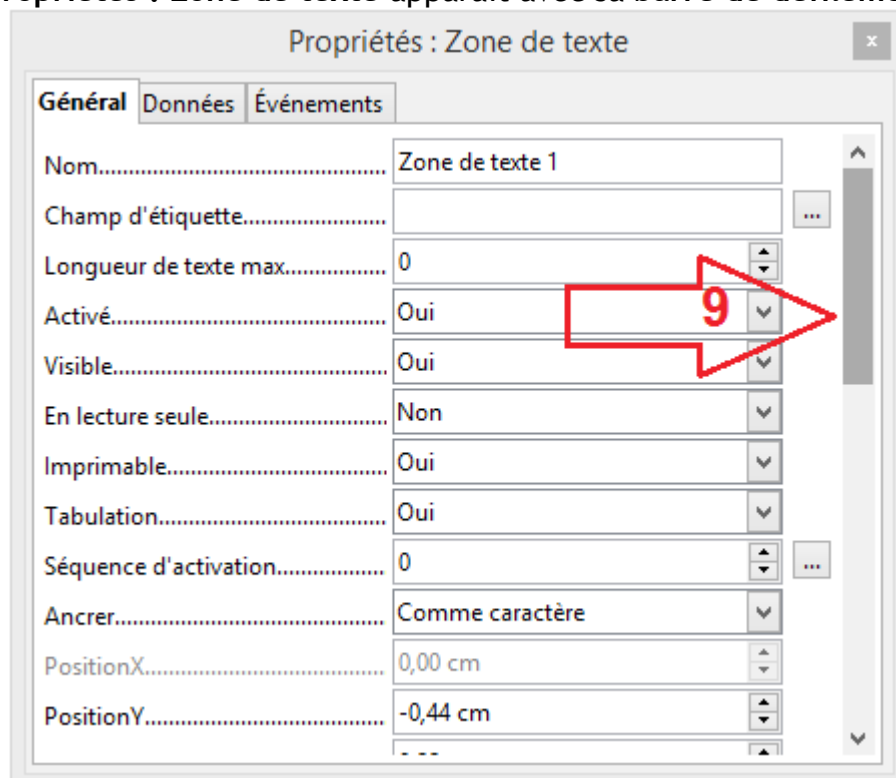 Propriétés : Zone de texte
x
Général Données Événements
Nom................................................ Zone de texte 1
Champ d'étiquette........................ ...
Longueur de texte max.................. 0
Activé.............................................. Oui 9
Visible.............................................. Oui
En lecture seule............................. Non
Imprimable..................................... Oui
Tabulation....................................... Oui
Séquence d'activation................... 0 ...
Ancrer.............................................. Comme caractère
PositionX......................................... 0,00 cm
PositionY......................................... -0,44 cm